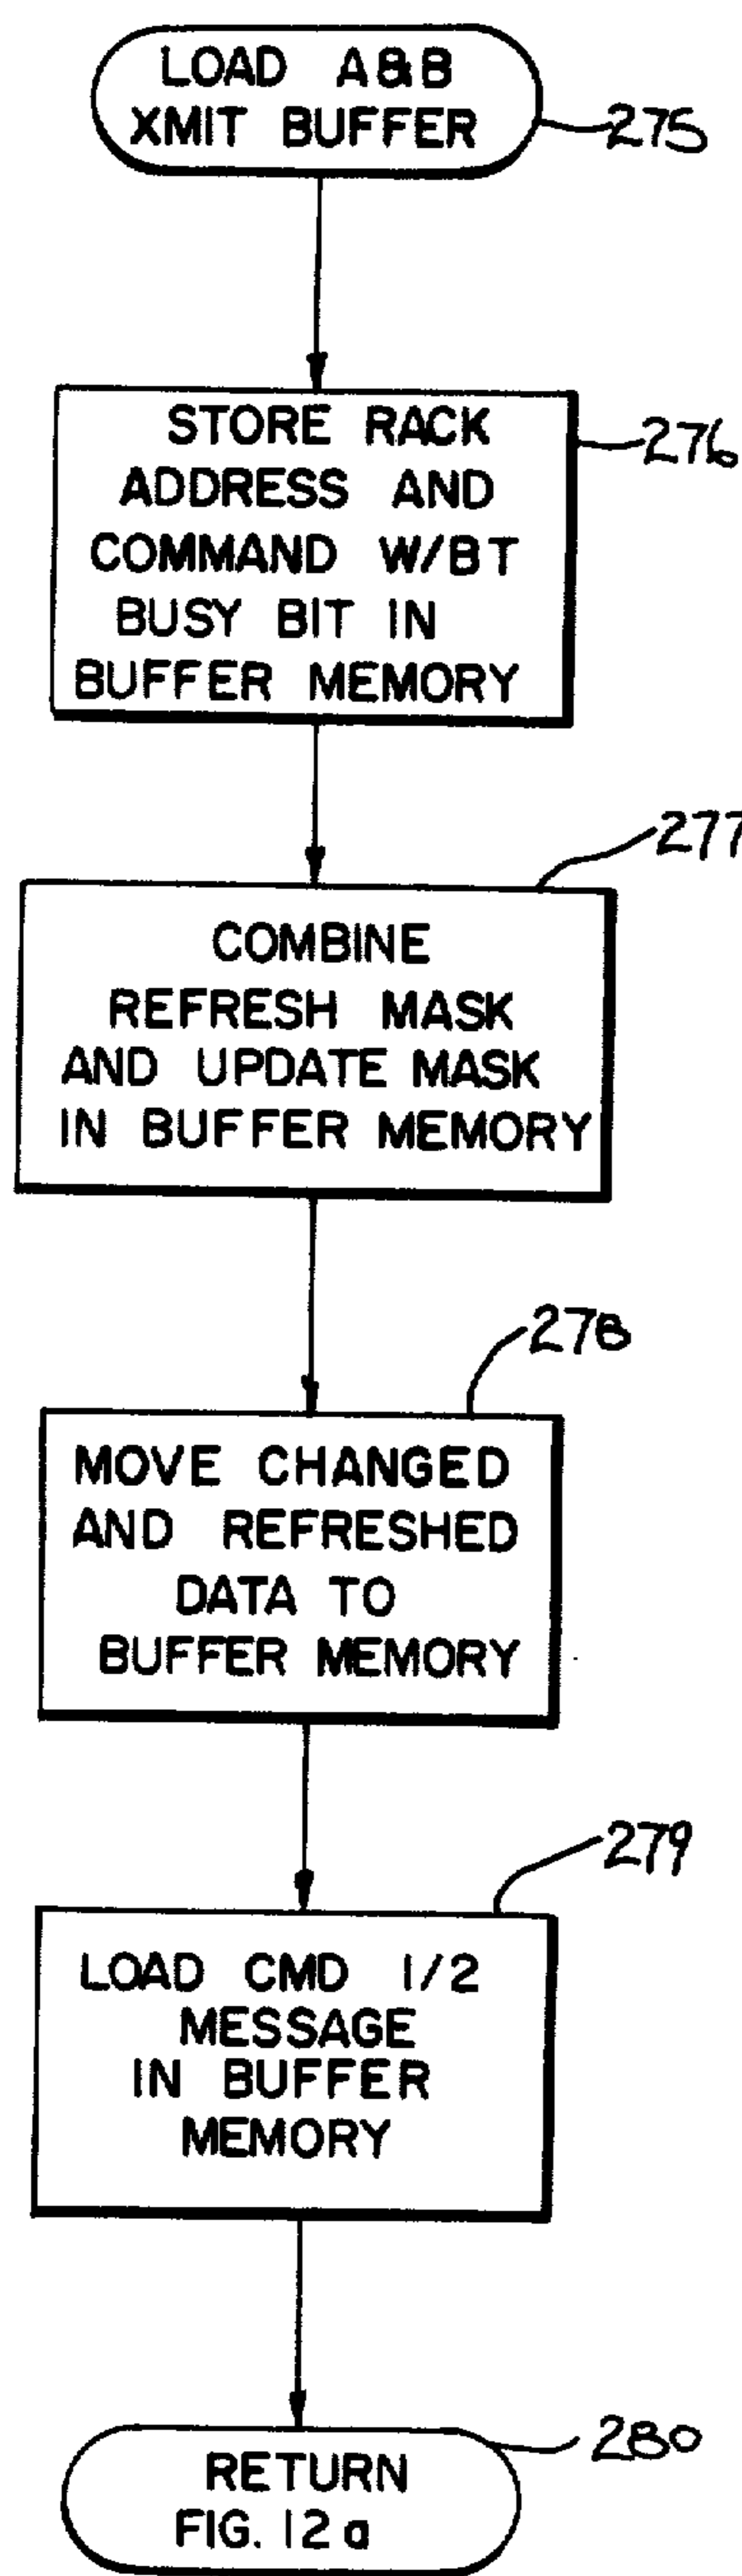 LOAD A&B
XMIT BUFFER
275
STORE RACK
ADDRESS AND
COMMAND W/BT
BUSY BIT IN
BUFFER MEMORY
276
277
COMBINE
REFRESH MASK
AND UPDATE MASK
IN BUFFER MEMORY
278
MOVE CHANGED
AND REFRESHED
DATA TO
BUFFER MEMORY
279
LOAD CMD 1/2
MESSAGE
IN BUFFER
MEMORY
280
RETURN
FIG. 12a